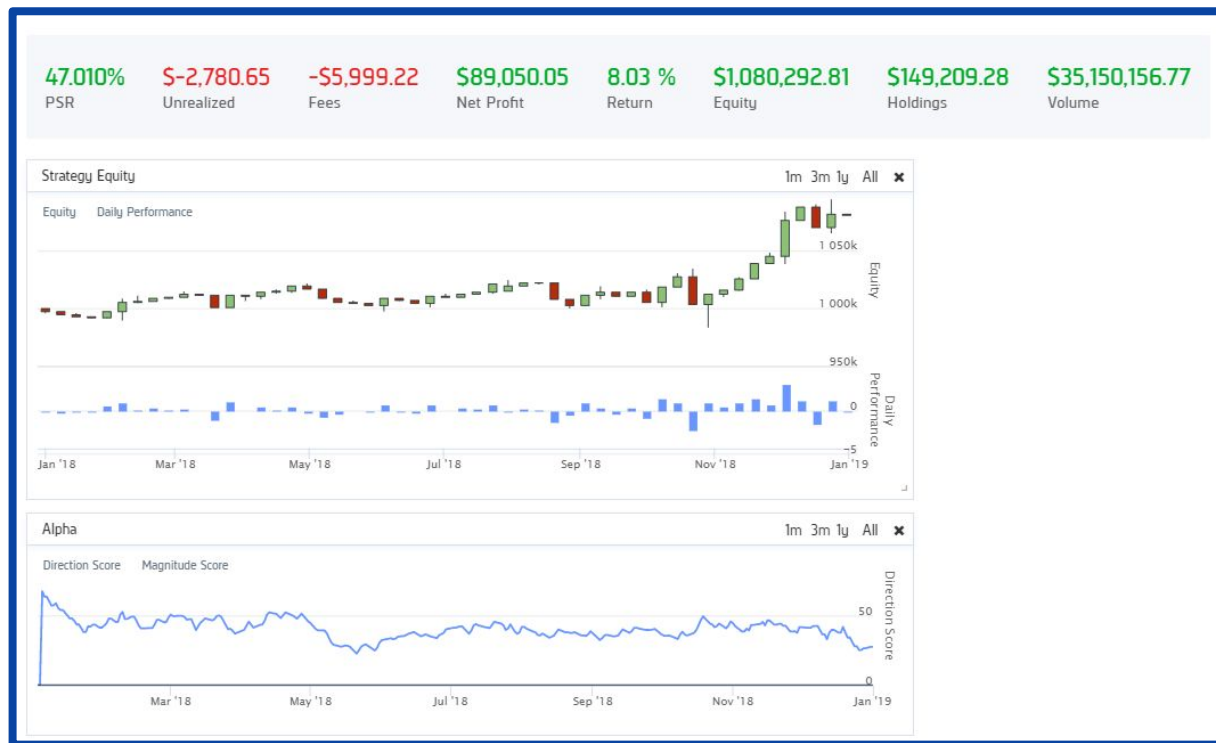 47.010% $-2,780.65 -$5,999.22 $89,050.05 8.03 % $1,080,292.81 $149,209.28 $35,150,156.77
PSR Unrealized Fees Net Profit Return Equity Holdings Volume
Strategy Equity 1m 3m 1y All ✖
Equity Daily Performance
1 050k
Equity
1 000k
950k
Daily
Performance
0
-5
Jan '18 Mar '18 May '18 Jul '18 Sep '18 Nov '18 Jan '19
Alpha 1m 3m 1y All ✖
Direction Score Magnitude Score
Direction Score
50
0
Mar '18 May '18 Jul '18 Sep '18 Nov '18 Jan '19